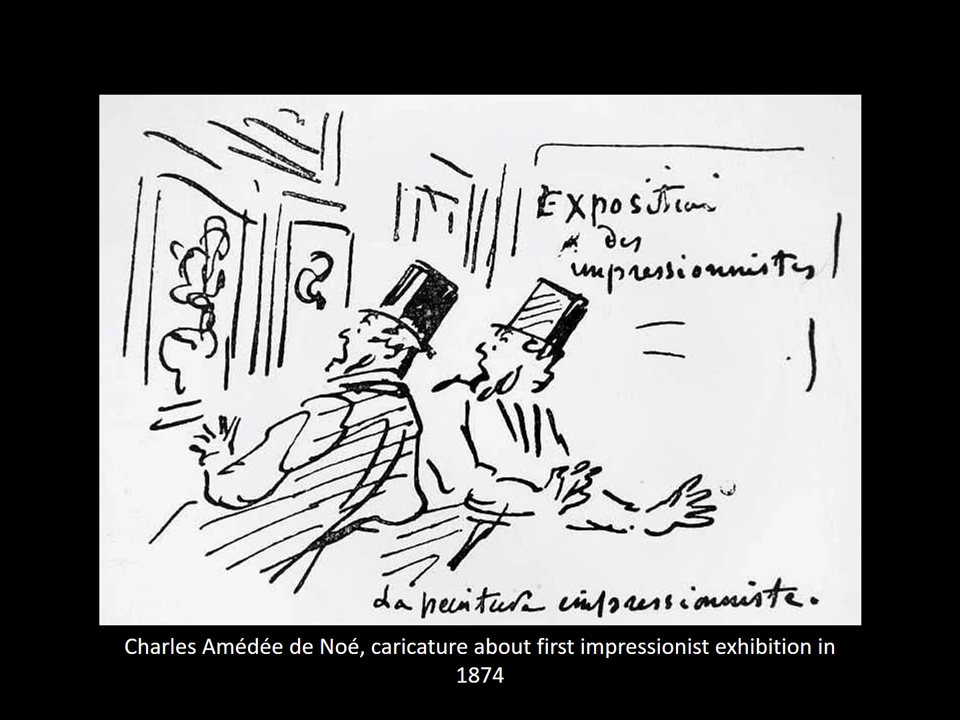 Exposition
des
impressionnistes
La peinture impressionniste.
Charles Amédée de Noé, caricature about first impressionist exhibition in
1874